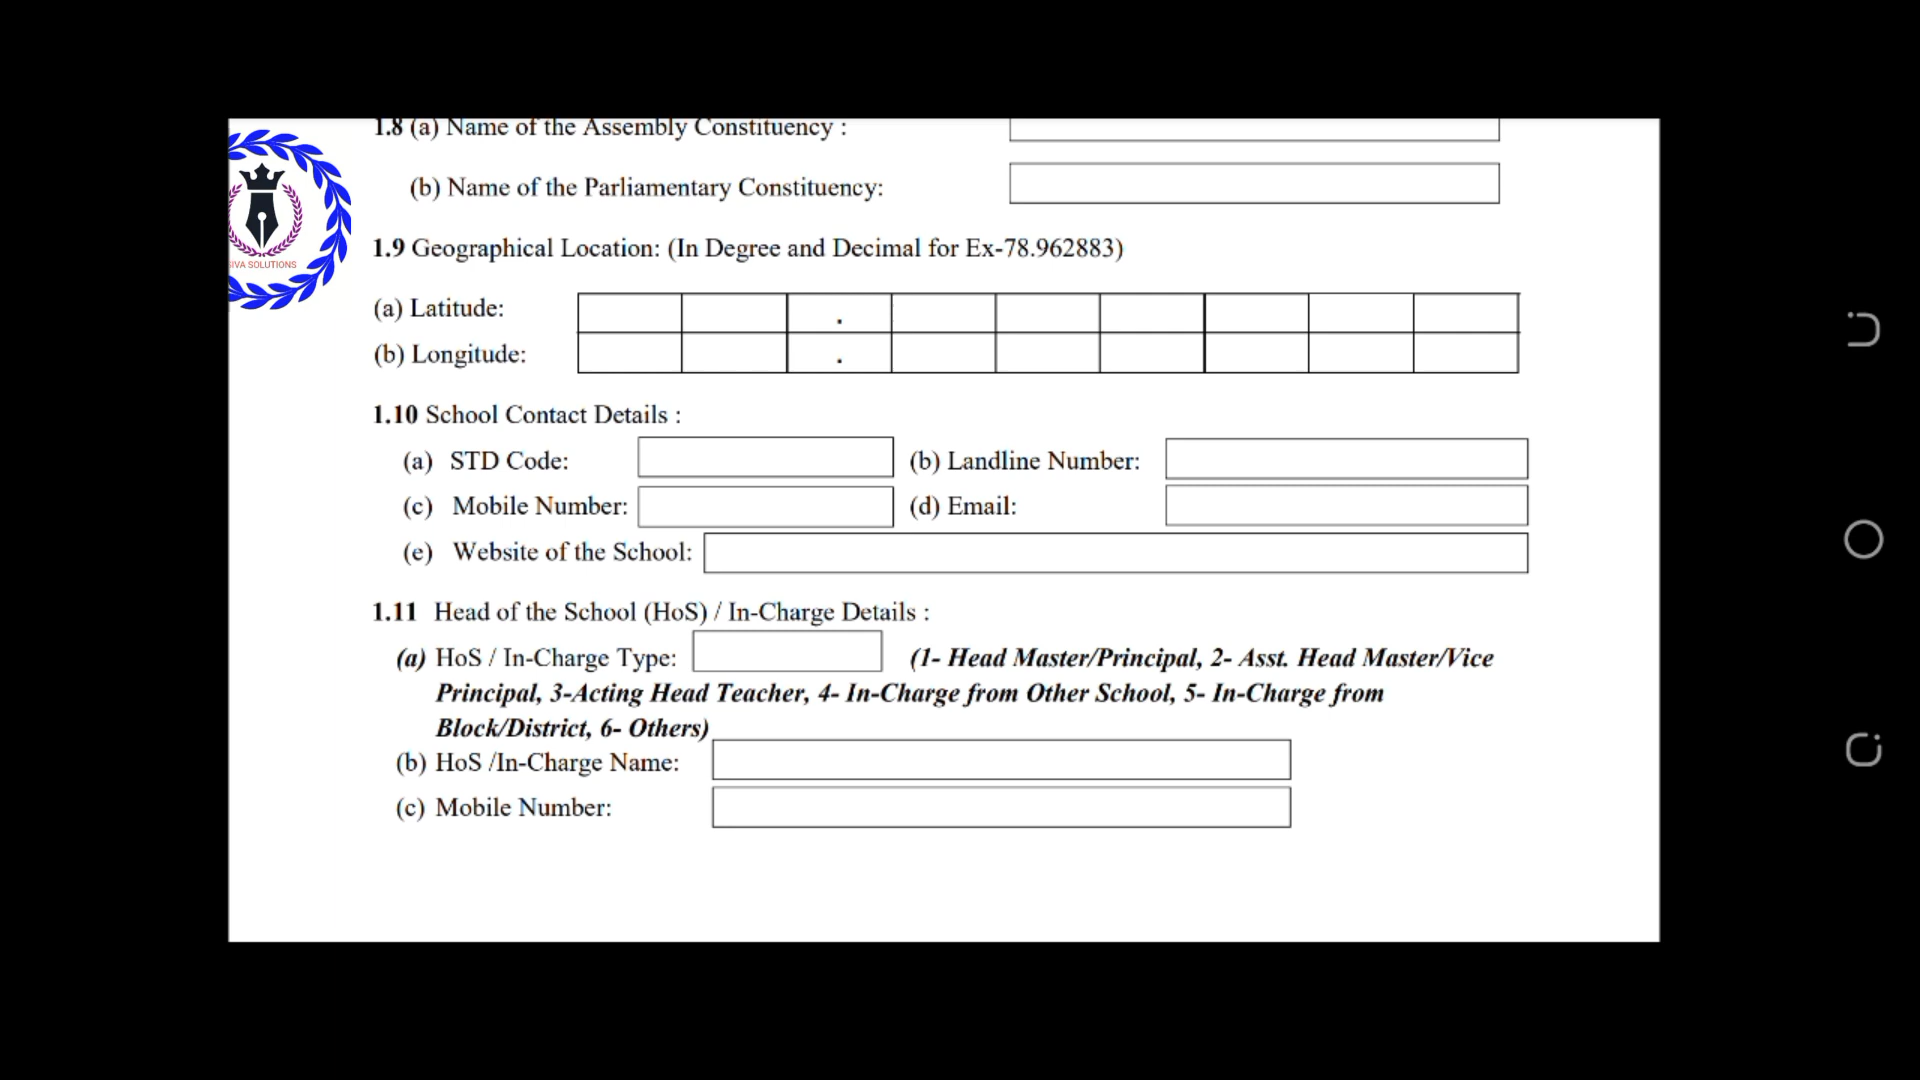 1.8 (a) Name of the Assembly Constituency :
(b) Name of the Parliamentary Constituency:
1.9 Geographical Location: (In Degree and Decimal for Ex-78.962883)
(a) Latitude: .
(b) Longitude: .
1.10 School Contact Details :
(a) STD Code: (b) Landline Number:
(c) Mobile Number: (d) Email:
(e) Website of the School:
1.11 Head of the School (HoS) / In-Charge Details :
(a) HoS / In-Charge Type: (1- Head Master/Principal, 2- Asst. Head Master/Vice
Principal, 3-Acting Head Teacher, 4- In-Charge from Other School, 5- In-Charge from
Block/District, 6- Others)
(b) HoS /In-Charge Name:
(c) Mobile Number:
SIVA SOLUTIONS